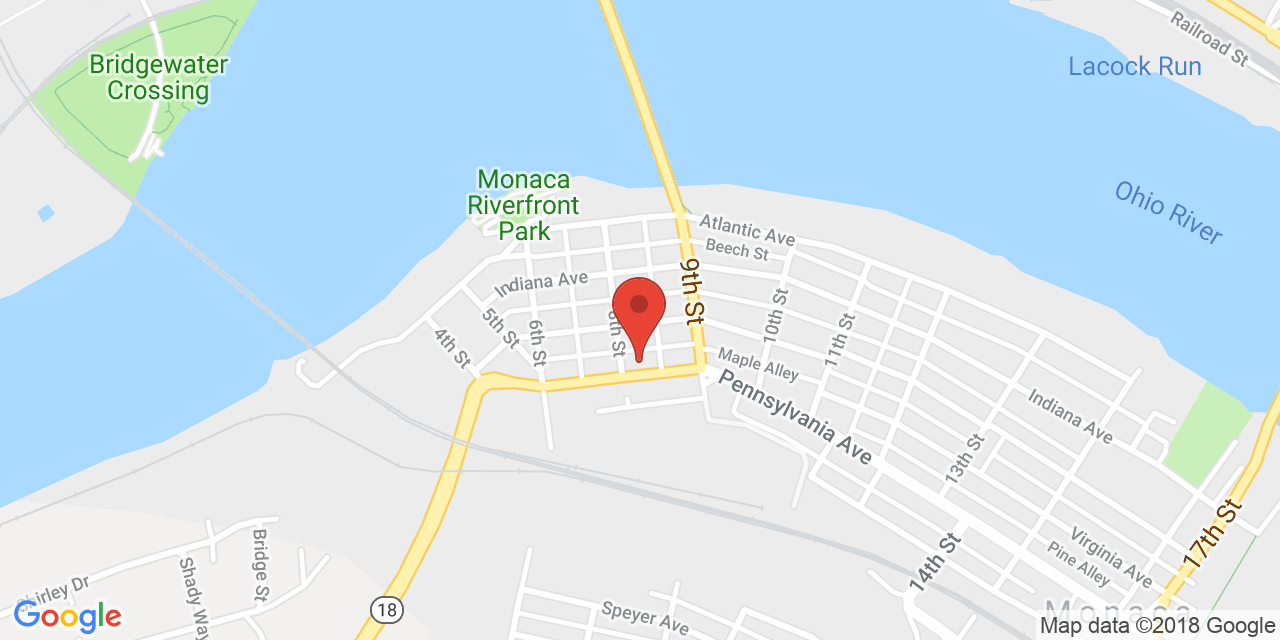 Railroad St
Bridgewater
Crossing
Lacock Run
Monaca
Riverfront
Park
Ohio River
Atlantic Ave
Beech St
Indiana Ave
9th St
10th St
5th St
6th St
11th St
4th St
Maple Alley
Pennsylvania Ave
Indiana Ave
13th St
17th St
Virginia Ave
Pine Alley
14th St
Bridge St
Shady Way
Shirley Dr
18
Speyer Ave
Monaca
Google
Map data ©2018 Google